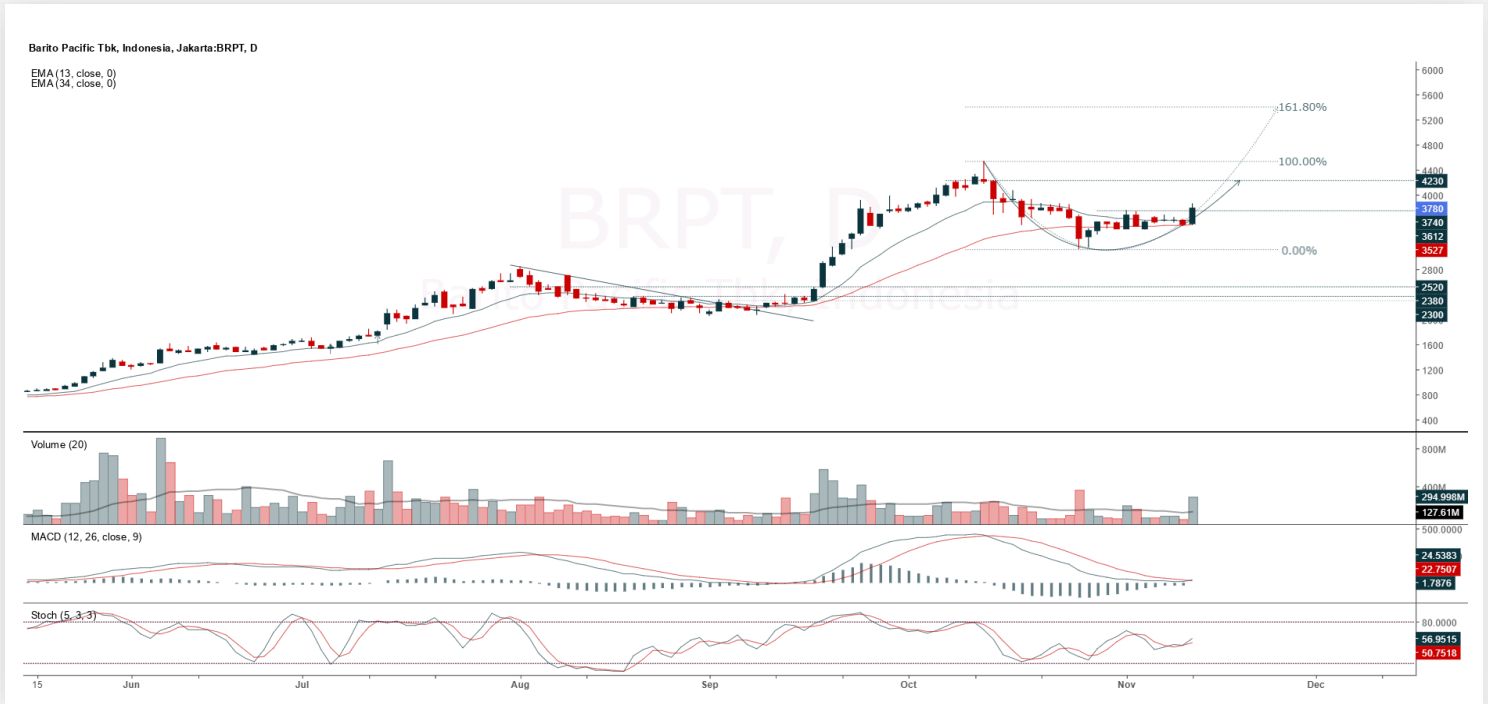 Barito Pacific Tbk, Indonesia, Jakarta:BRPT, D
EMA (13, close, 0)
EMA (34, close, 0)
BRPT, D
Barito Pacific Tbk, Indonesia
161.80%
100.00%
0.00%
6000
5600
5200
4800
4400
4230
4000
3780
3740
3612
3527
2800
2520
2380
2300
1600
1200
800
400
Volume (20)
800M
400M
294.998M
127.61M
MACD (12, 26, close, 9)
500.0000
24.5383
22.7507
1.7876
Stoch (5, 3, 3)
80.0000
56.9515
50.7518
15 Jun Jul Aug Sep Oct Nov Dec